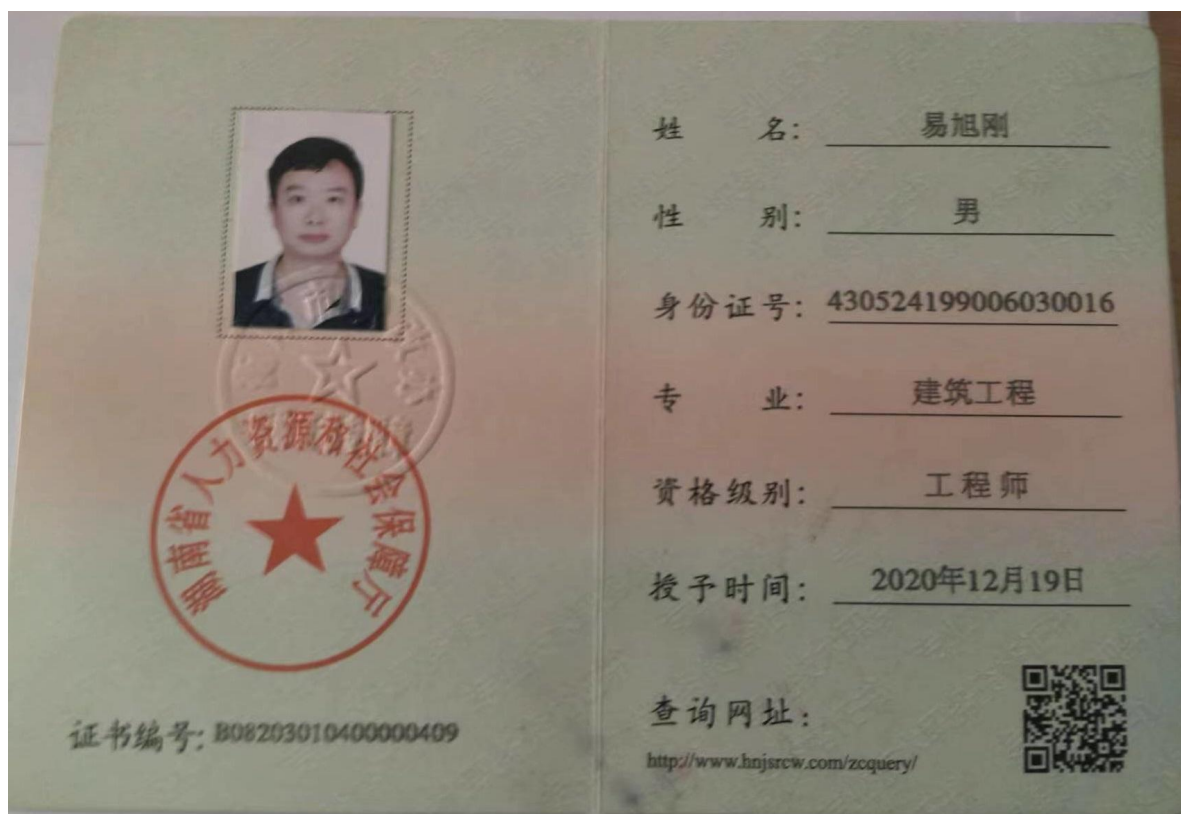 湖南省人力资源和社会保障厅
证书编号: B08203010400000409
姓 名: 易旭刚
性 别: 男
身份证号: 430524199006030016
专 业: 建筑工程
资格级别: 工程师
授予时间: 2020年12月19日
查询网址:
http://www.hnjsrcw.com/zcquery/